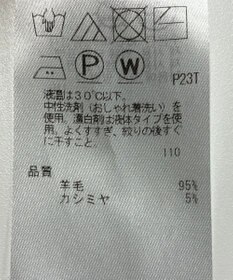 P W
P23T
液温は30℃以下、
中性洗剤(おしゃれ着洗い)を
使用。漂白剤は液体タイプを使
用。よくすすぎ、絞りの後すぐ
に干すこと。
110
品質
羊毛 95%
カシミヤ 5%